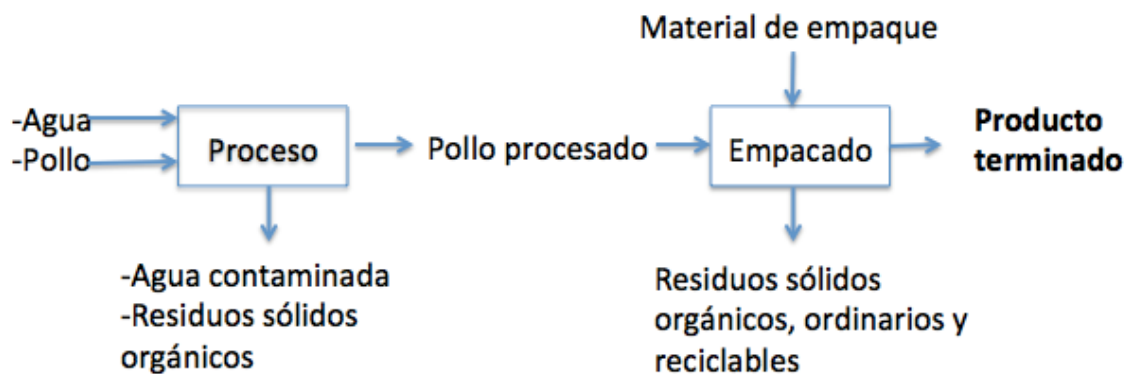 Material de empaque
-Agua
-Pollo
Proceso
Pollo procesado
Empacado
Producto
terminado
-Agua contaminada
-Residuos sólidos
orgánicos
Residuos sólidos
orgánicos, ordinarios y
reciclables